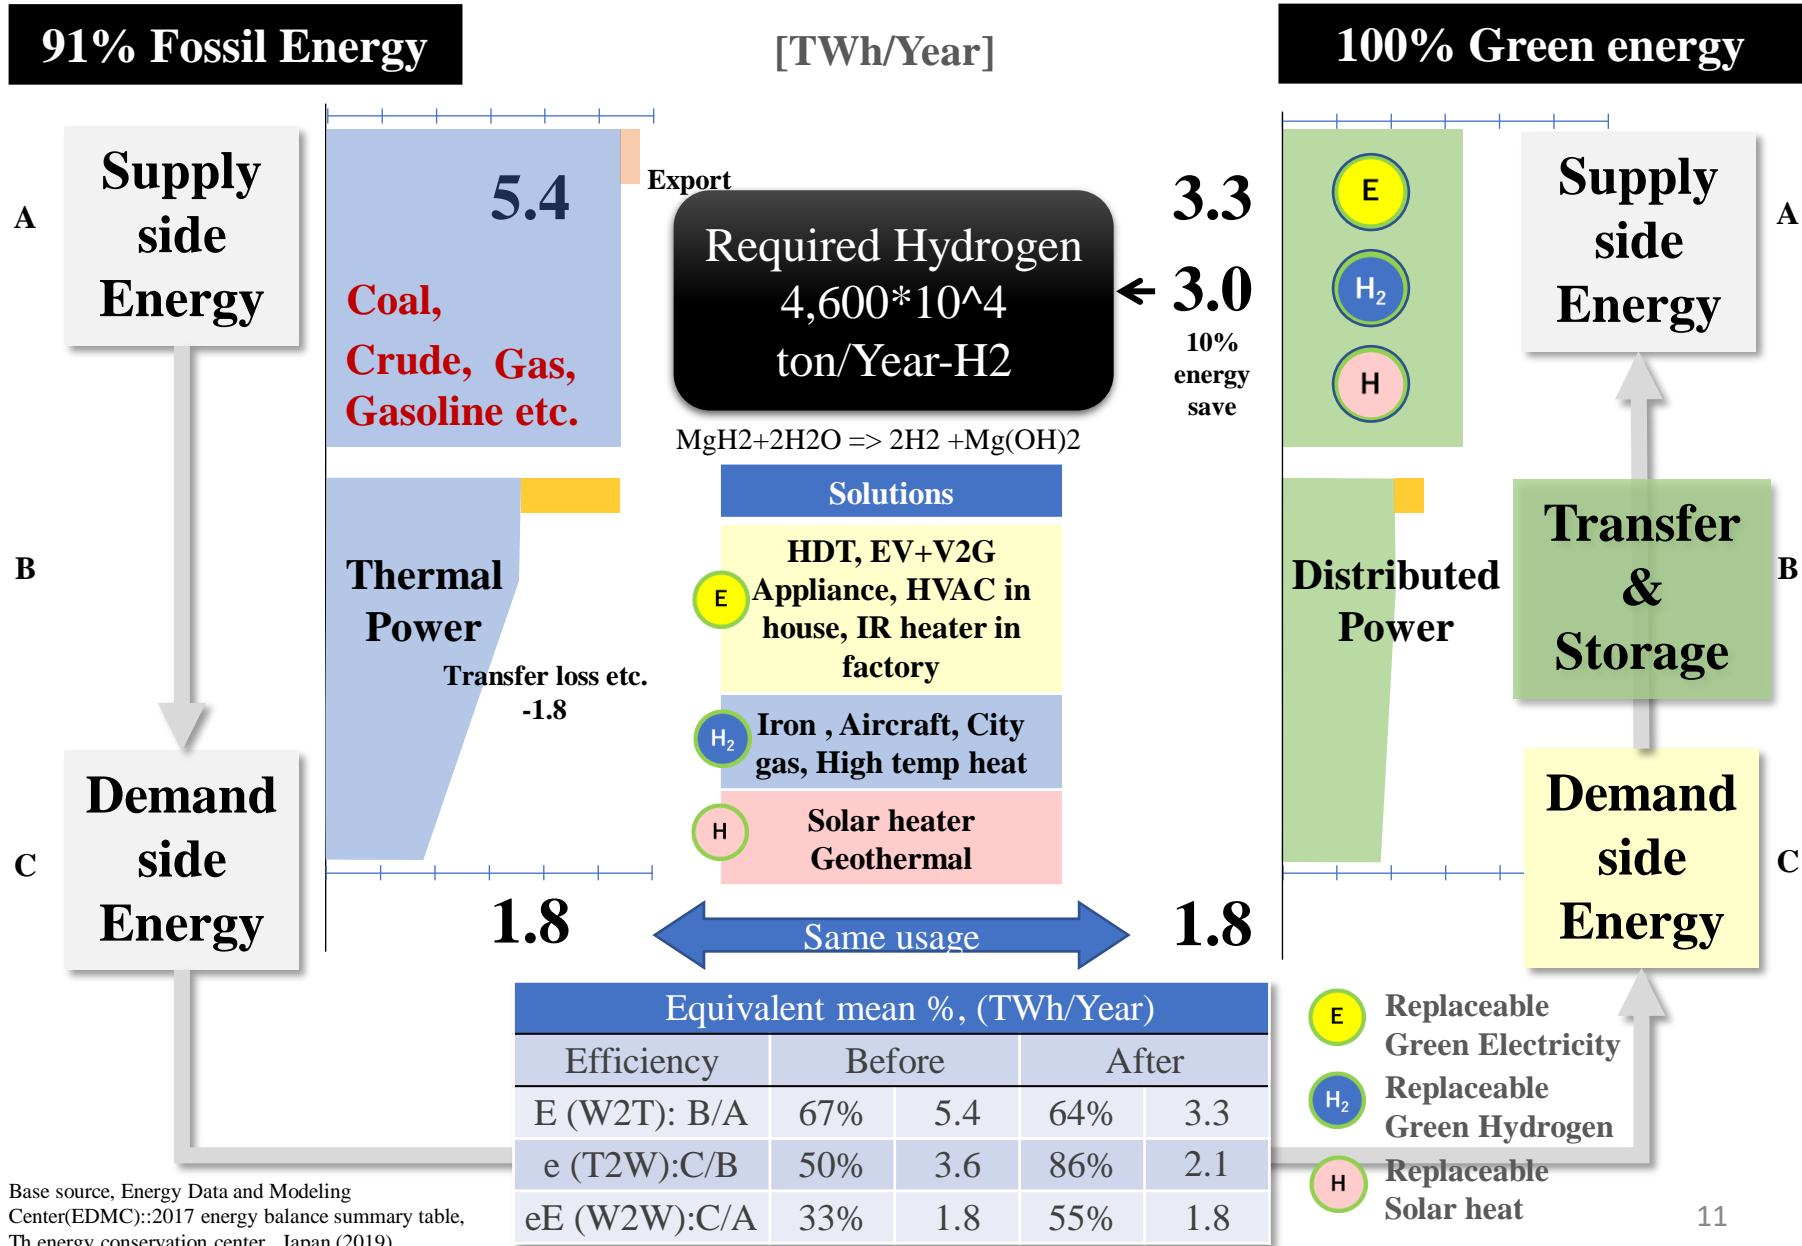 91% Fossil Energy
[TWh/Year]
100% Green energy
A
Supply
side
Energy
5.4
Export
Coal,
Crude, Gas,
Gasoline etc.
Required Hydrogen
4,600*10^4
ton/Year-H2
3.3
3.0
10%
energy
save
E
H2
H
Supply
side
Energy
A
MgH2+2H2O => 2H2 +Mg(OH)2
B
Thermal
Power
Transfer loss etc.
-1.8
Solutions
E
HDT, EV+V2G
Appliance, HVAC in
house, IR heater in
factory
H2
Iron , Aircraft, City
gas, High temp heat
H
Solar heater
Geothermal
Distributed
Power
Transfer
&
Storage
B
C
Demand
side
Energy
1.8
Same usage
1.8
Demand
side
Energy
C
Equivalent mean %, (TWh/Year)
Efficiency Before After
E (W2T): B/A 67% 5.4 64% 3.3
e (T2W):C/B 50% 3.6 86% 2.1
eE (W2W):C/A 33% 1.8 55% 1.8
E
Replaceable
Green Electricity
H2
Replaceable
Green Hydrogen
H
Replaceable
Solar heat
Base source, Energy Data and Modeling
Center(EDMC)::2017 energy balance summary table,
Th energy conservation center , Japan (2019)
11